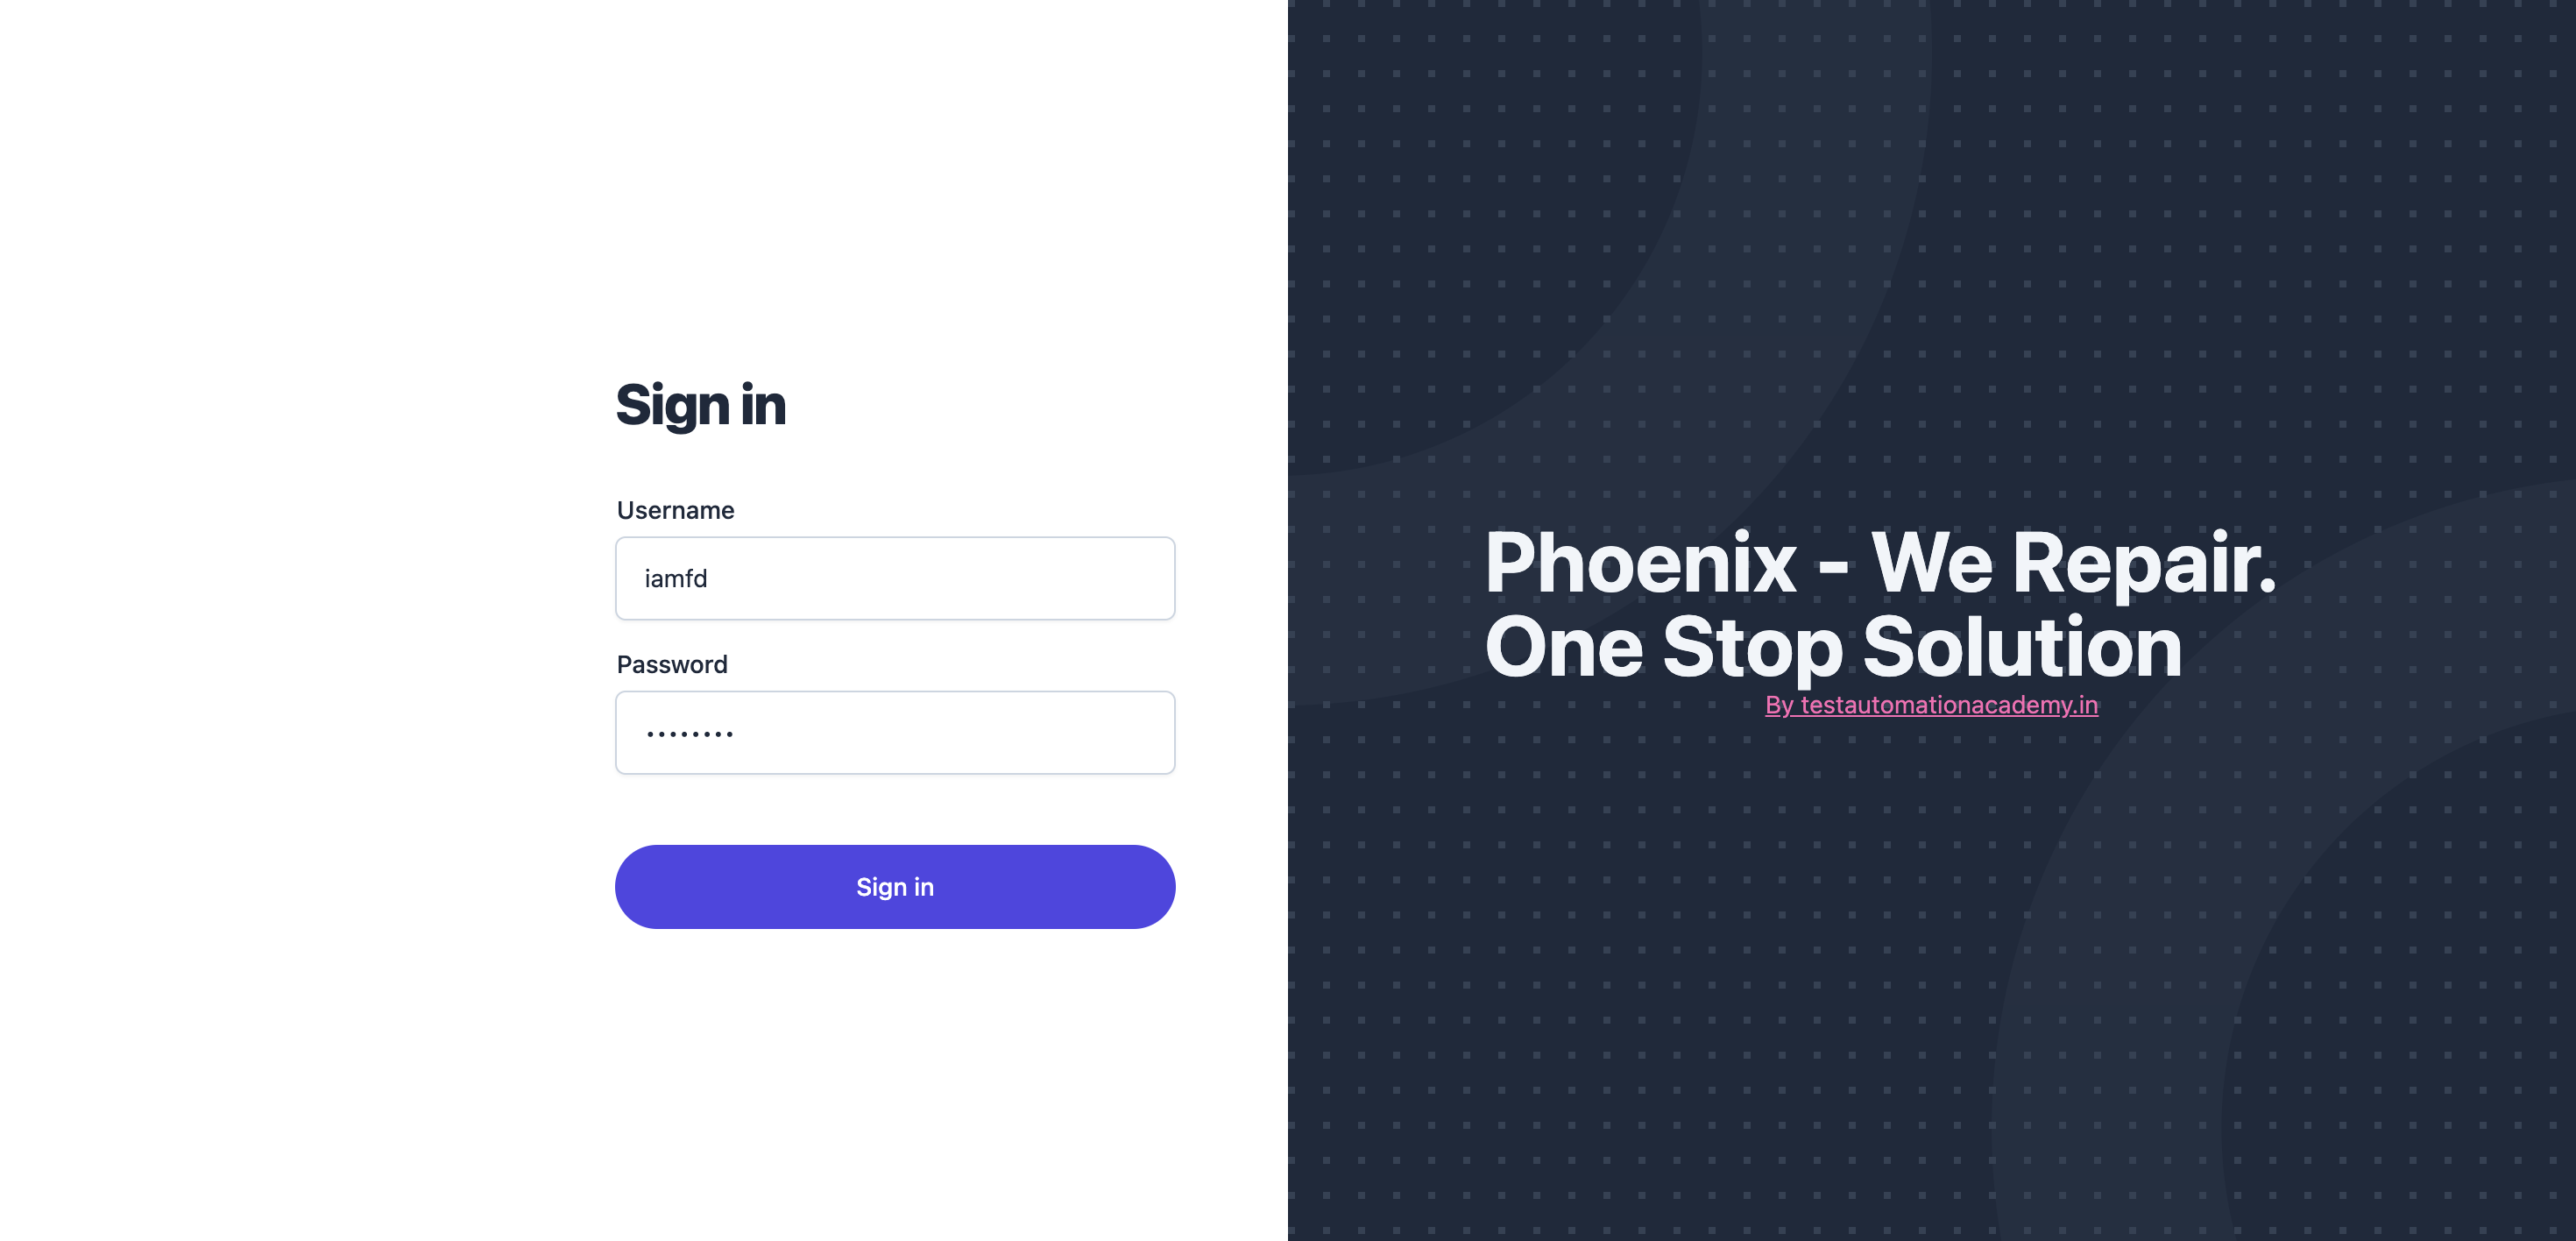 Sign in
Username
iamfd
Password
••••••••
Sign in
Phoenix - We Repair.
One Stop Solution
By testautomationacademy.in